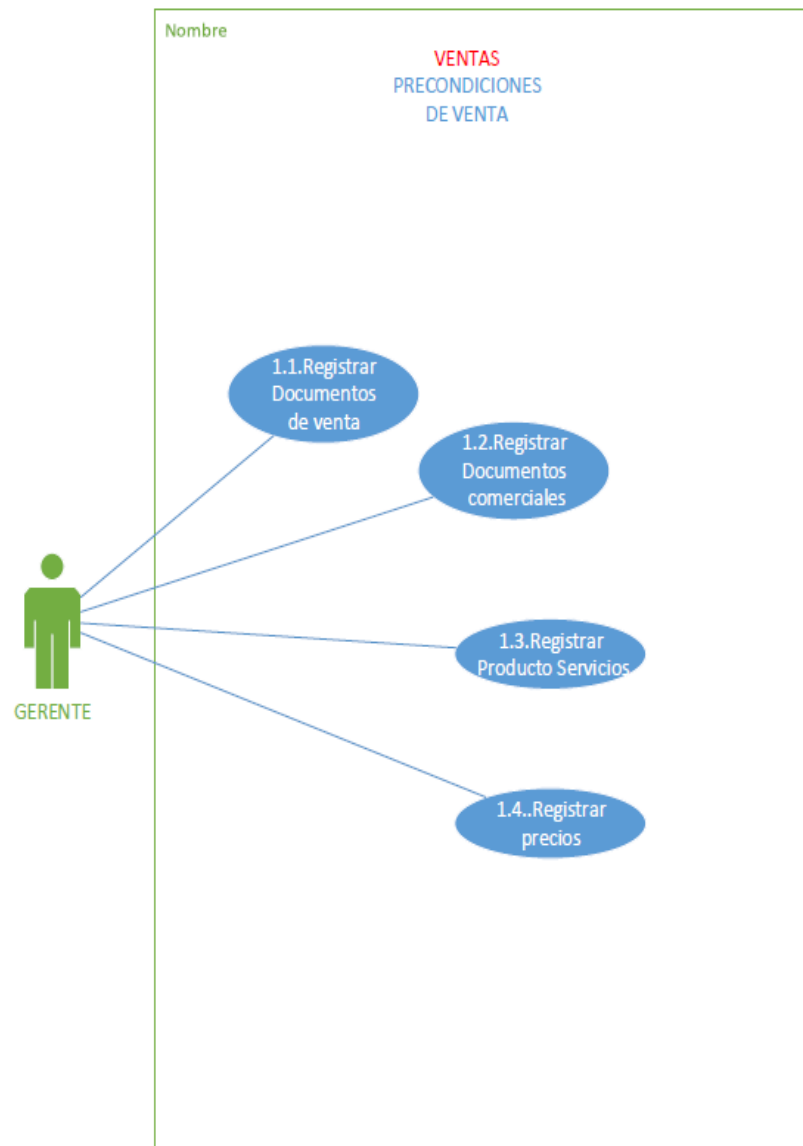 Nombre
VENTAS
PRECONDICIONES
DE VENTA
1.1.Registrar
Documentos
de venta
1.2.Registrar
Documentos
comerciales
1.3.Registrar
Producto Servicios
GERENTE
1.4..Registrar
precios